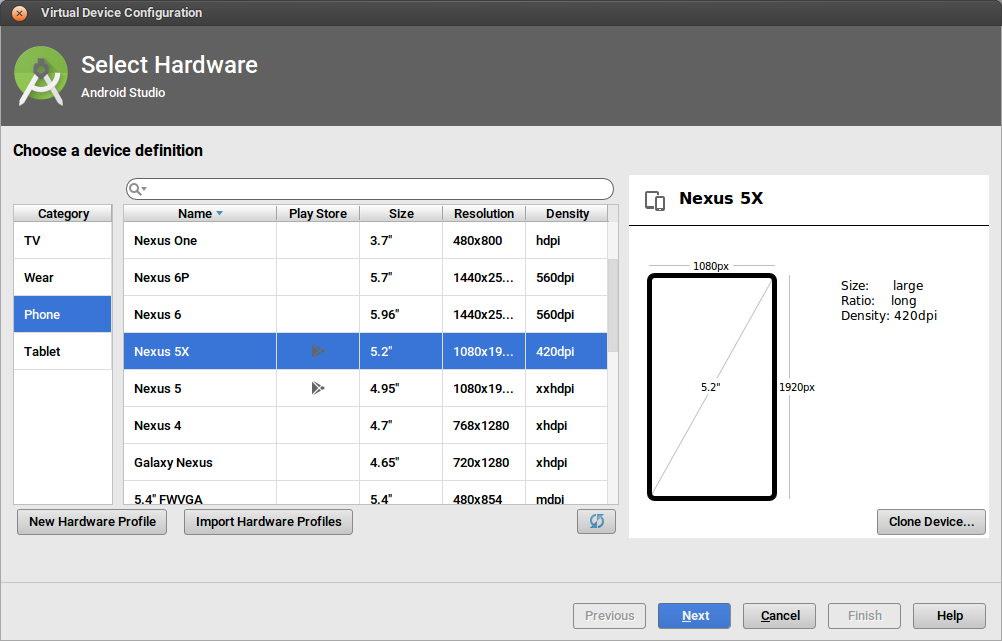 Virtual Device Configuration
Select Hardware
Android Studio
Choose a device definition
Category
TV
Wear
Phone
Tablet
Name Play Store Size Resolution Density
Nexus One 3.7" 480x800 hdpi
Nexus 6P 5.7" 1440x25... 560dpi
Nexus 6 5.96" 1440x25... 560dpi
Nexus 5X 5.2" 1080x19... 420dpi
Nexus 5 4.95" 1080x19... xxhdpi
Nexus 4 4.7" 768x1280 xhdpi
Galaxy Nexus 4.65" 720x1280 xhdpi
5.4" FWVGA 5.4" 480x854 mdpi
New Hardware Profile Import Hardware Profiles
Nexus 5X
1080px
5.2"
1920px
Size: large
Ratio: long
Density: 420dpi
Clone Device...
Previous Next Cancel Finish Help